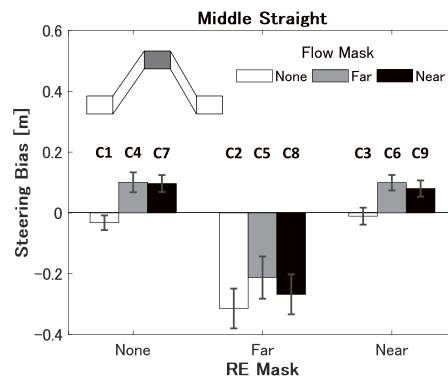 Middle Straight
Flow Mask
None Far Near
0.6
0.4
0.2
0
-0.2
-0.4
Steering Bias [m]
C1 C4 C7 C2 C5 C8 C3 C6 C9
None Far Near
RE Mask